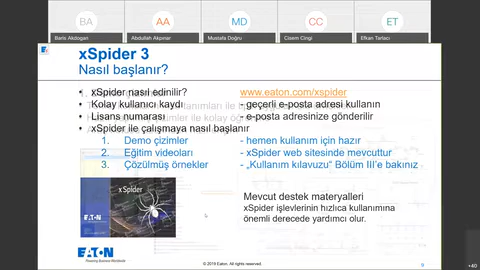 BA
AA
MD
CC
ET
Baris Akdogan
Abdullah Akpınar
Mustafa Doğru
Cisem Cingi
Efkan Tarlacı
xSpider 3
Nasıl başlanır?
• xSpider nasıl edinilir? www.eaton.com/xspider
• Kolay kullanıcı kaydı - geçerli e-posta adresi kullanın
• Lisans numarası - e-posta adresinize gönderilir
• xSpider ile çalışmaya nasıl başlanır
1. Demo çizimler - hemen kullanım için hazır
2. Eğitim videoları - xSpider web sitesinde mevcuttur
3. Çözülmüş örnekler - „Kullanım kılavuzu“ Bölüm III’e bakınız
xSpider
Mevcut destek materyalleri
xSpider işlevlerinin hızlıca kullanımına
önemli derecede yardımcı olur.
EATON
EATON
Powering Business Worldwide
© 2019 Eaton. All rights reserved.
9
+40